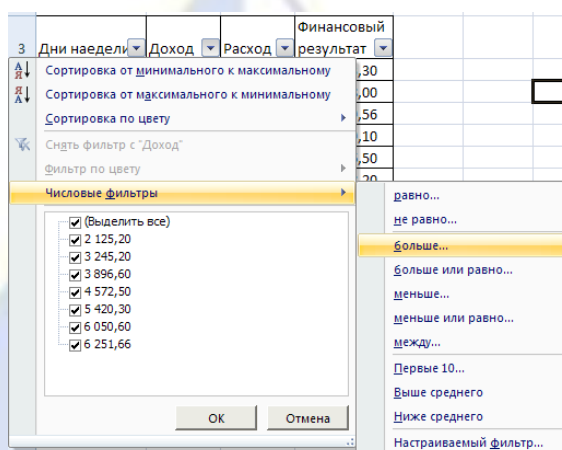 Финансовый
3 Дни наедели Доход Расход результат
Сортировка от минимального к максимальному ,30
Сортировка от максимального к минимальному ,00
Сортировка по цвету ,56
Снять фильтр с "Доход" ,10
Фильтр по цвету ,50
Числовые фильтры
(Выделить все)
2 125,20
3 245,20
3 896,60
4 572,50
5 420,30
6 050,60
6 251,66
ОК Отмена
равно...
не равно...
больше...
больше или равно...
меньше...
меньше или равно...
между...
Первые 10...
Выше среднего
Ниже среднего
Настраиваемый фильтр...